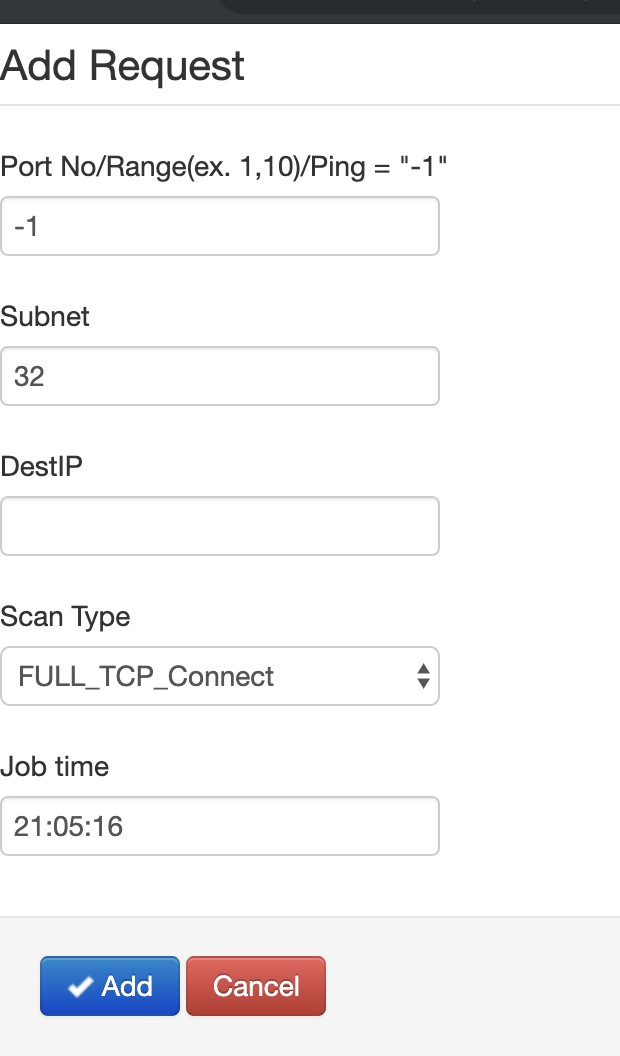 Add Request
Port No/Range(ex. 1,10)/Ping = "-1"
-1
Subnet
32
DestIP
Scan Type
FULL_TCP_Connect
Job time
21:05:16
Add
Cancel